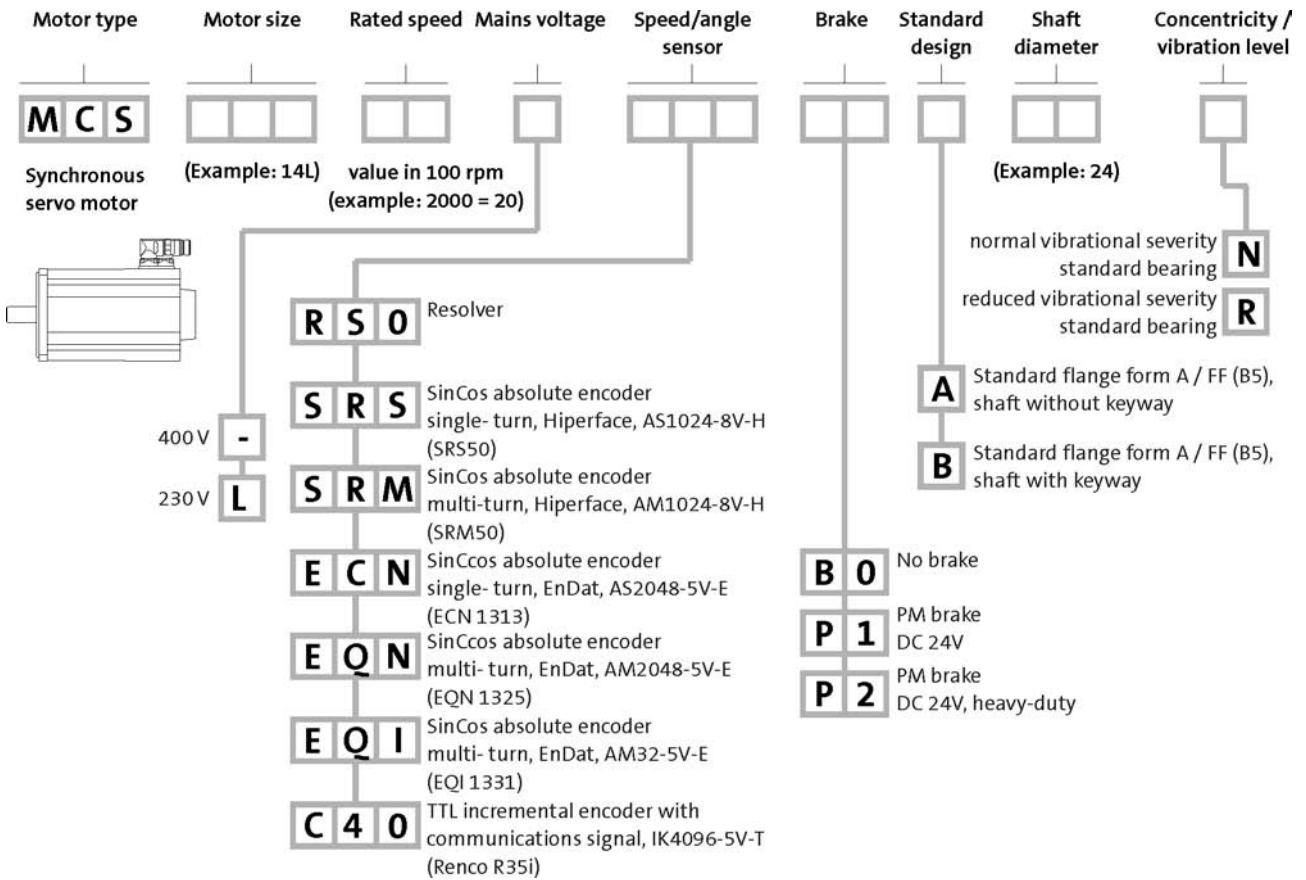 Motor type
Motor size
Rated speed
Mains voltage
Speed/angle
sensor
Brake
Standard
design
Shaft
diameter
Concentricity /
vibration level
M C S
Synchronous
servo motor
(Example: 14L)
value in 100 rpm
(example: 2000 = 20)
(Example: 24)
400 V -
230 V L
R S 0 Resolver
S R S SinCos absolute encoder
single- turn, Hiperface, AS1024-8V-H
(SRS50)
S R M SinCos absolute encoder
multi-turn, Hiperface, AM1024-8V-H
(SRM50)
E C N SinCcos absolute encoder
single- turn, EnDat, AS2048-5V-E
(ECN 1313)
E Q N SinCcos absolute encoder
multi- turn, EnDat, AM2048-5V-E
(EQN 1325)
E Q I SinCos absolute encoder
multi- turn, EnDat, AM32-5V-E
(EQI 1331)
C 4 0 TTL incremental encoder with
communications signal, IK4096-5V-T
(Renco R35i)
B 0 No brake
P 1 PM brake
DC 24V
P 2 PM brake
DC 24V, heavy-duty
A Standard flange form A / FF (B5),
shaft without keyway
B Standard flange form A / FF (B5),
shaft with keyway
normal vibrational severity
standard bearing N
reduced vibrational severity
standard bearing R